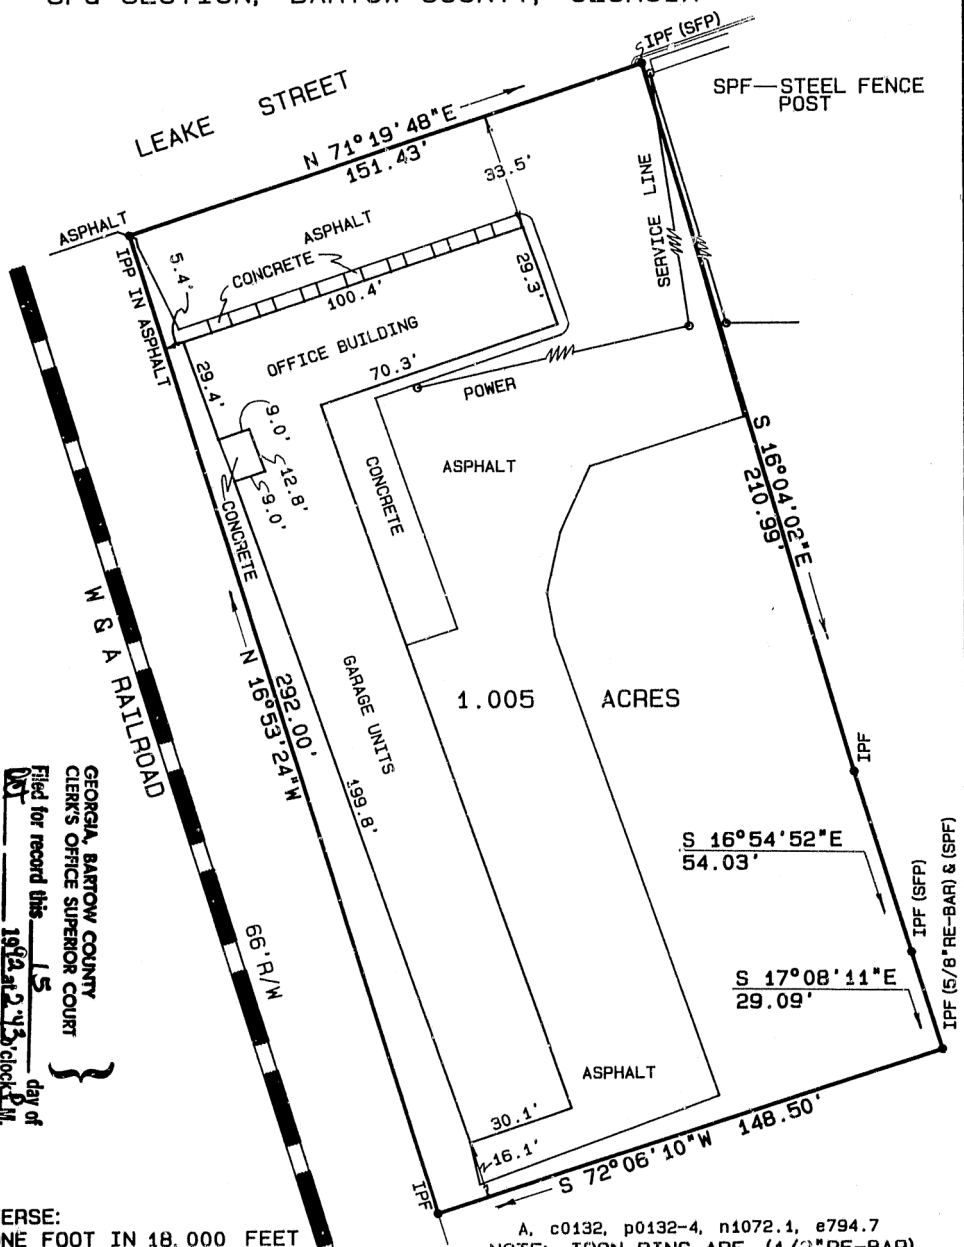 LEAKE STREET
IPF (SFP)
SPF—STEEL FENCE
POST
N 71°19'48"E
151.43'
33.5'
ASPHALT
IPP IN ASPHALT
5.4'
ASPHALT
CONCRETE
100.4'
29.3'
SERVICE LINE
OFFICE BUILDING
29.4'
70.3'
POWER
9.0'
12.8'
9.0'
CONCRETE
CONCRETE
ASPHALT
S 16°04'02"E
210.99'
W & A RAILROAD
N 16°53'24"W
292.00'
GARAGE UNITS
199.8'
1.005 ACRES
IPF
S 16°54'52"E
54.03'
IPF (SFP)
S 17°08'11"E
29.09'
IPF (5/8"RE-BAR) & (SPF)
66'R/W
GEORGIA, BARTOW COUNTY
CLERK'S OFFICE SUPERIOR COURT
Filed for record this 15 day of
1992 at 2:43 o'clock P.M.
ASPHALT
30.1'
16.1'
S 72°06'10"W 148.50'
IPF
ERSE:
NE FOOT IN 18,000 FEET
A, c0132, p0132-4, n1072.1, e794.7